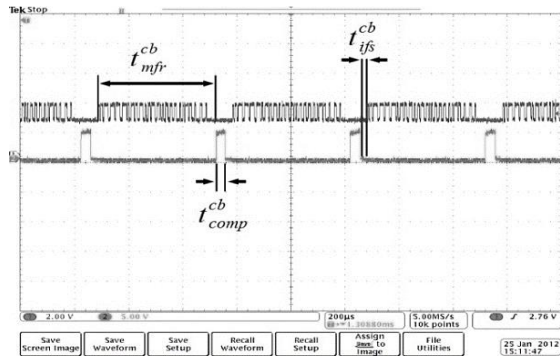 Tek Stop
t cb mfr
t cb ifs
t cb comp
2.00 V
2 5.00 V
200µs
5.00MS/s
10k points
2.76 V
Save Screen Image
Save Waveform
Save Setup
Recall Waveform
Recall Setup
Assign Save to Image
File Utilities
25 Jan
15:11:47